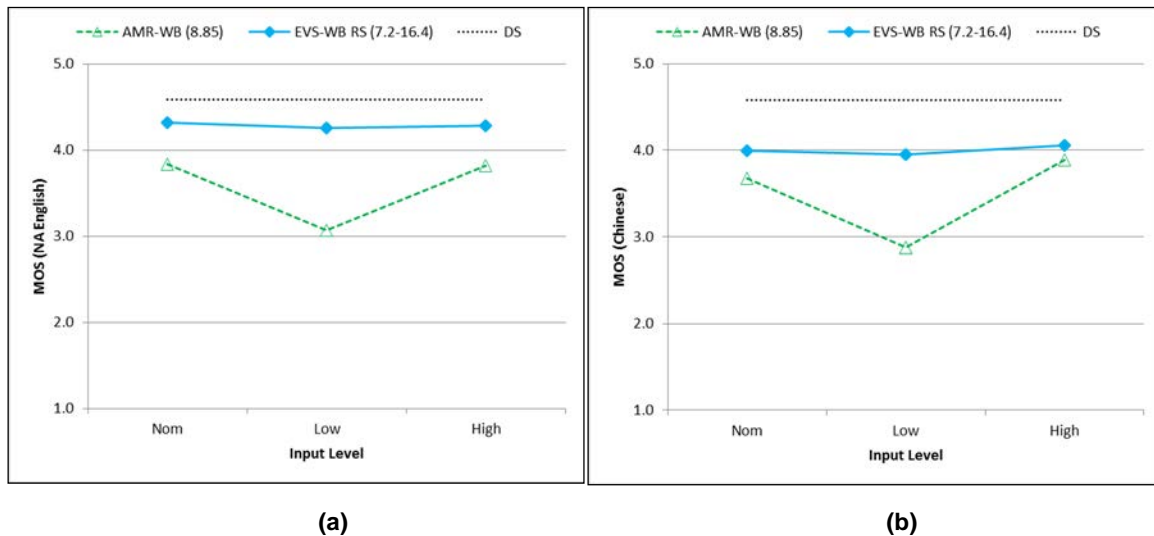 AMR-WB (8.85) EVS-WB RS (7.2-16.4) DS
5.0
4.0
3.0
2.0
1.0
MOS (NA English)
Nom Low High
Input Level
(a)
AMR-WB (8.85) EVS-WB RS (7.2-16.4) DS
5.0
4.0
3.0
2.0
1.0
MOS (Chinese)
Nom Low High
Input Level
(b)